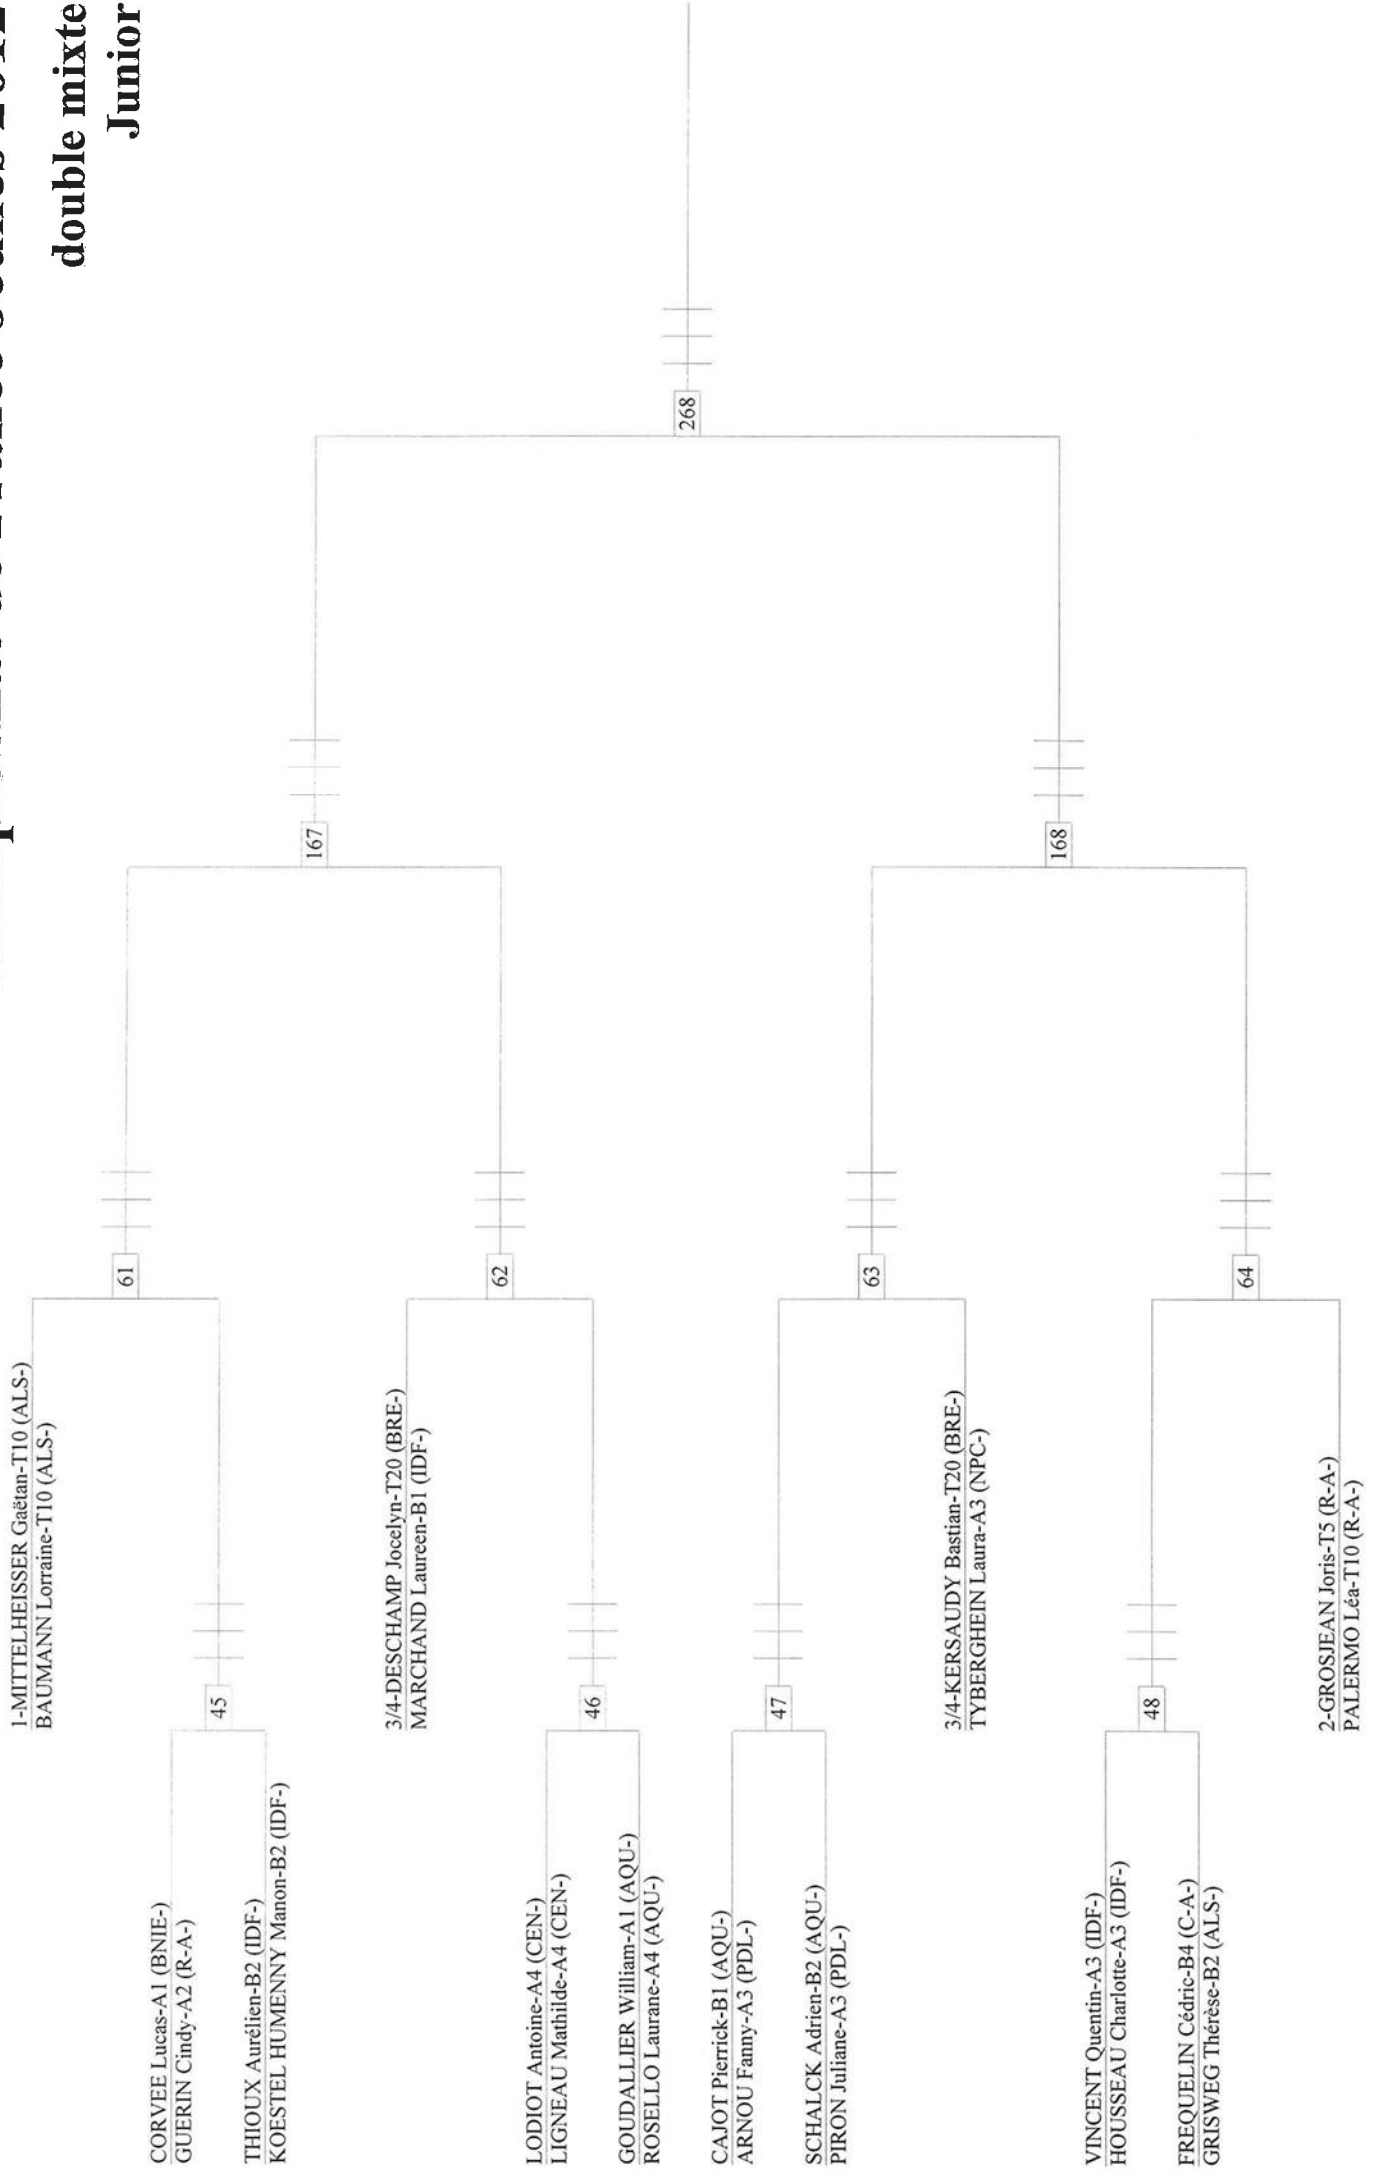 double mixte
Junior
1-MITTELHEISSER Gaëtan-T10 (ALS-)
BAUMANN Lorraine-T10 (ALS-)
61
CORVEE Lucas-A1 (BNIE-)
GUERIN Cindy-A2 (R-A-)
45
THIOUX Aurélien-B2 (IDF-)
KOESTEL HUMENNY Manon-B2 (IDF-)
167
3/4-DESCHAMP Jocelyn-T20 (BRE-)
MARCHAND Laureen-B1 (IDF-)
62
LODIOT Antoine-A4 (CEN-)
LIGNEAU Mathilde-A4 (CEN-)
46
GOUDALLIER William-A1 (AQU-)
ROSELLO Laurane-A4 (AQU-)
268
CAJOT Pierrick-B1 (AQU-)
ARNOU Fanny-A3 (PDL-)
47
SCHALCK Adrien-B2 (AQU-)
PIRON Juliane-A3 (PDL-)
63
3/4-KERSAUDY Bastian-T20 (BRE-)
TYBERGHEIN Laura-A3 (NPC-)
168
VINCENT Quentin-A3 (IDF-)
HOUSSEAU Charlotte-A3 (IDF-)
48
FREQUELIN Cédric-B4 (C-A-)
GRISWEG Thérèse-B2 (ALS-)
64
2-GROSJEAN Joris-T5 (R-A-)
PALERMO Léa-T10 (R-A-)